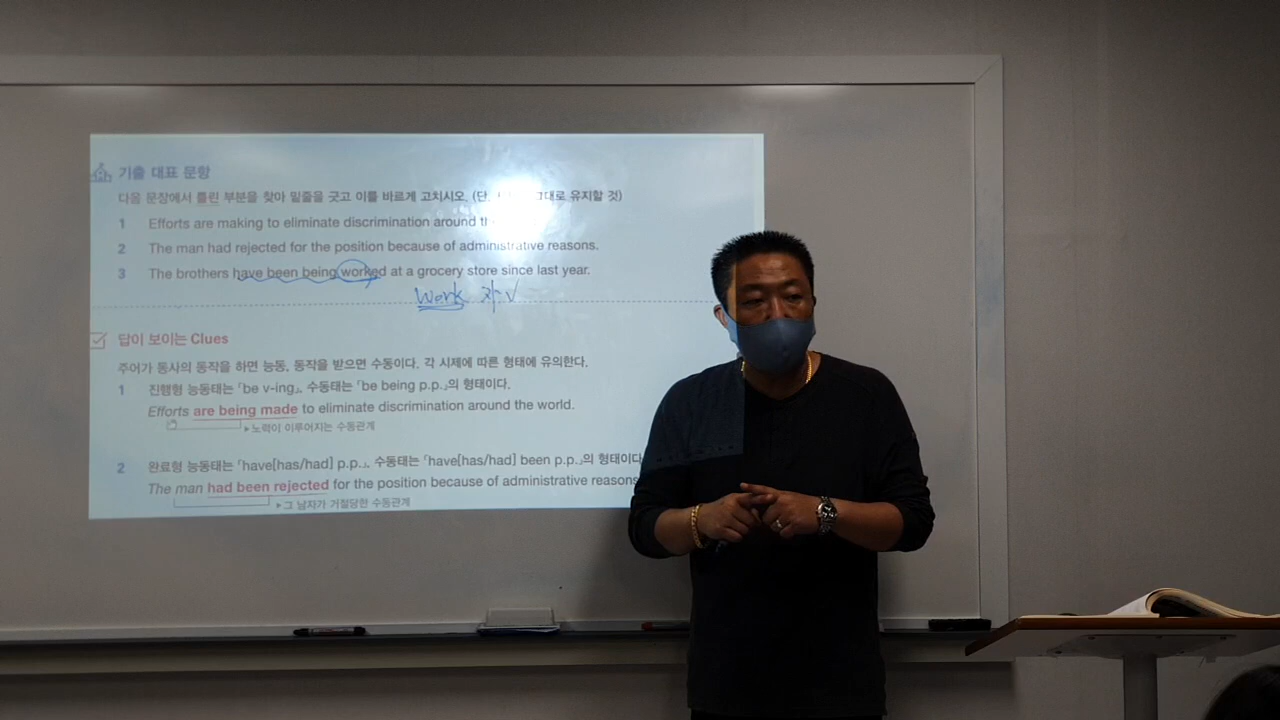 기출 대표 문항
다음 문장에서 틀린 부분을 찾아 밑줄을 긋고 이를 바르게 고치시오. (단, 그대로 유지할 것)
1 Efforts are making to eliminate discrimination around
2 The man had rejected for the position because of administrative reasons.
3 The brothers have been being worked at a grocery store since last year.
work 자 v
답이 보이는 Clues
주어가 동사의 동작을 하면 능동, 동작을 받으면 수동이다. 각 시제에 따른 형태에 유의한다.
1 진행형 능동태는 「be v-ing」, 수동태는 「be being p.p.」의 형태이다.
Efforts are being made to eliminate discrimination around the world.
▸노력이 이루어지는 수동관계
2 완료형 능동태는 「have[has/had] p.p.」, 수동태는 「have[has/had] been p.p.」의 형태이다
The man had been rejected for the position because of administrative reasons
▸그 남자가 거절당한 수동관계